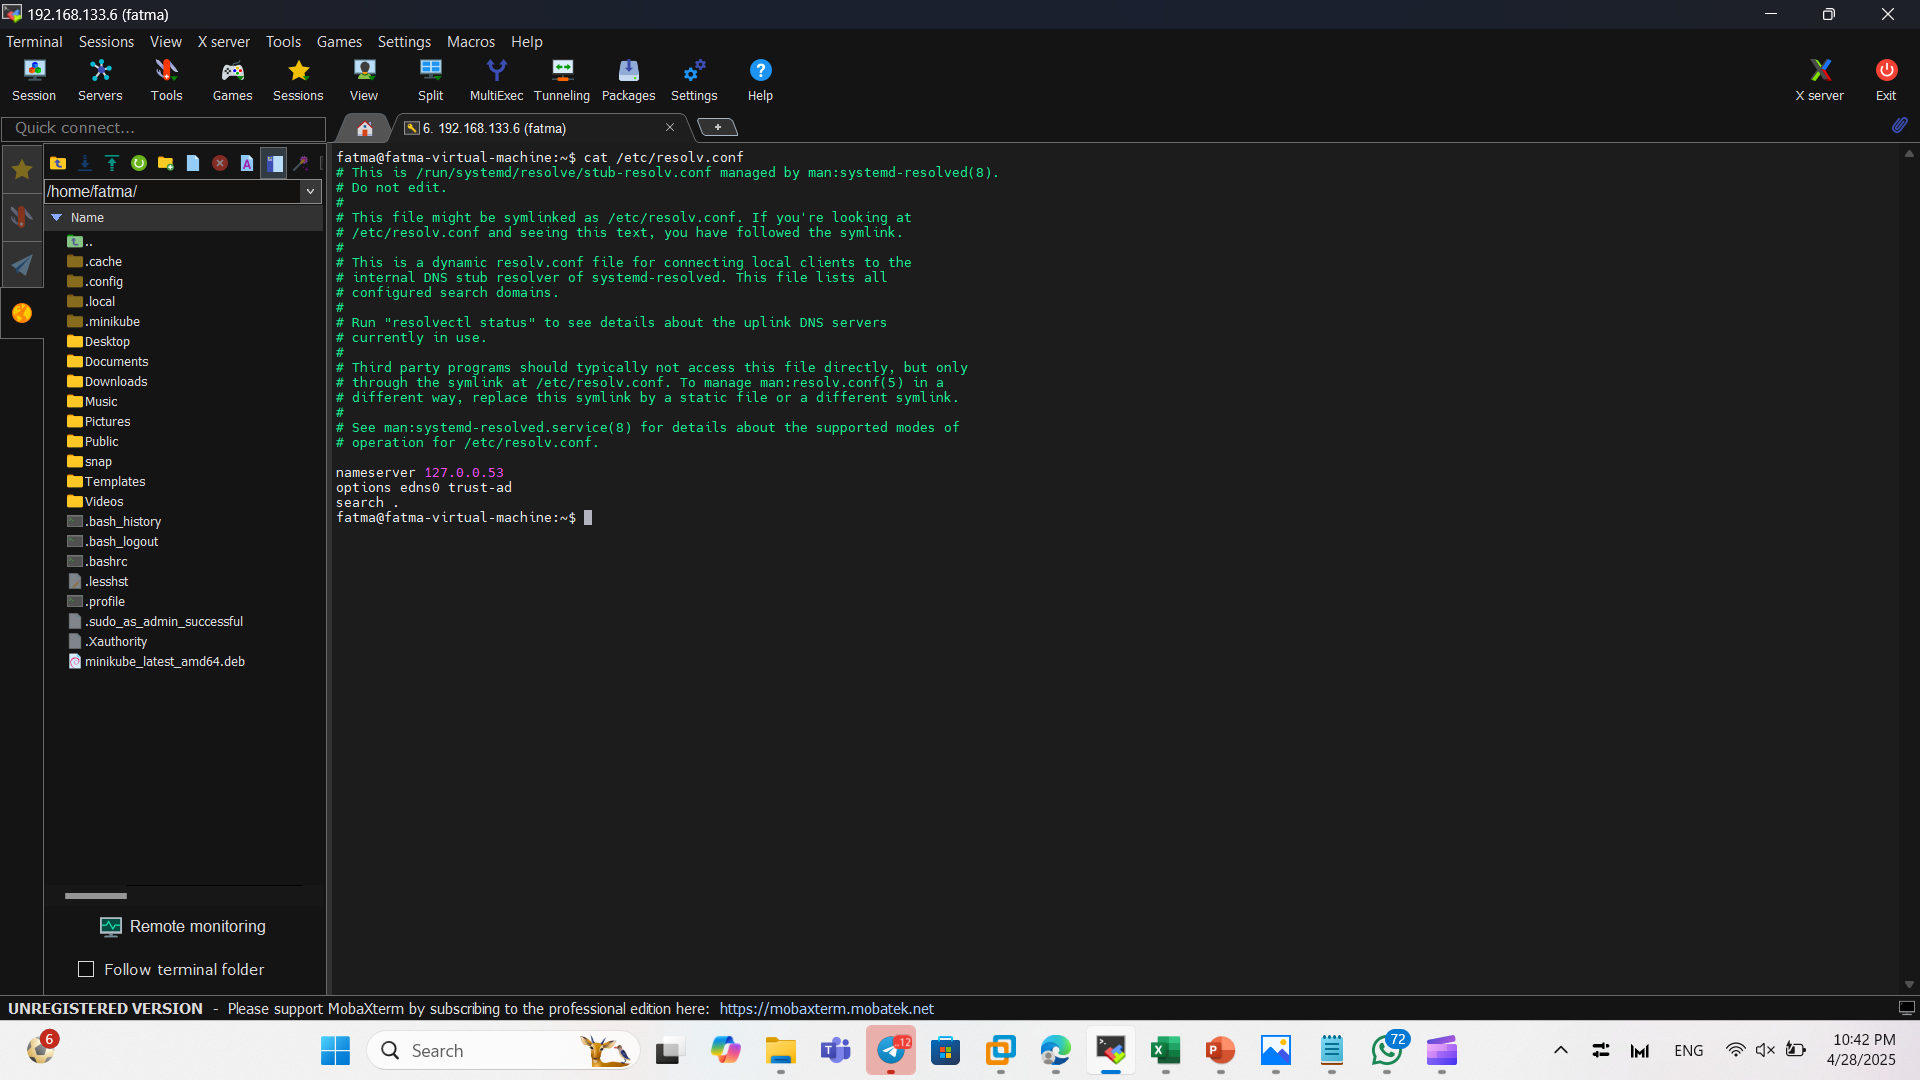 192.168.133.6 (fatma)
Terminal Sessions View X server Tools Games Settings Macros Help
Session Servers Tools Games Sessions View Split MultiExec Tunneling Packages Settings Help X server Exit
Quick connect...
6. 192.168.133.6 (fatma)
/home/fatma/
Name
..
.cache
.config
.local
.minikube
Desktop
Documents
Downloads
Music
Pictures
Public
snap
Templates
Videos
.bash_history
.bash_logout
.bashrc
.lesshst
.profile
.sudo_as_admin_successful
.Xauthority
minikube_latest_amd64.deb
Remote monitoring
Follow terminal folder
fatma@fatma-virtual-machine:~$ cat /etc/resolv.conf
# This is /run/systemd/resolve/stub-resolv.conf managed by man:systemd-resolved(8).
# Do not edit.
#
# This file might be symlinked as /etc/resolv.conf. If you're looking at
# /etc/resolv.conf and seeing this text, you have followed the symlink.
#
# This is a dynamic resolv.conf file for connecting local clients to the
# internal DNS stub resolver of systemd-resolved. This file lists all
# configured search domains.
#
# Run "resolvectl status" to see details about the uplink DNS servers
# currently in use.
#
# Third party programs should typically not access this file directly, but only
# through the symlink at /etc/resolv.conf. To manage man:resolv.conf(5) in a
# different way, replace this symlink by a static file or a different symlink.
#
# See man:systemd-resolved.service(8) for details about the supported modes of
# operation for /etc/resolv.conf.
nameserver 127.0.0.53
options edns0 trust-ad
search .
fatma@fatma-virtual-machine:~$
UNREGISTERED VERSION - Please support MobaXterm by subscribing to the professional edition here: https://mobaxterm.mobatek.net
6
Search
..12
72
ENG
10:42 PM
4/28/2025